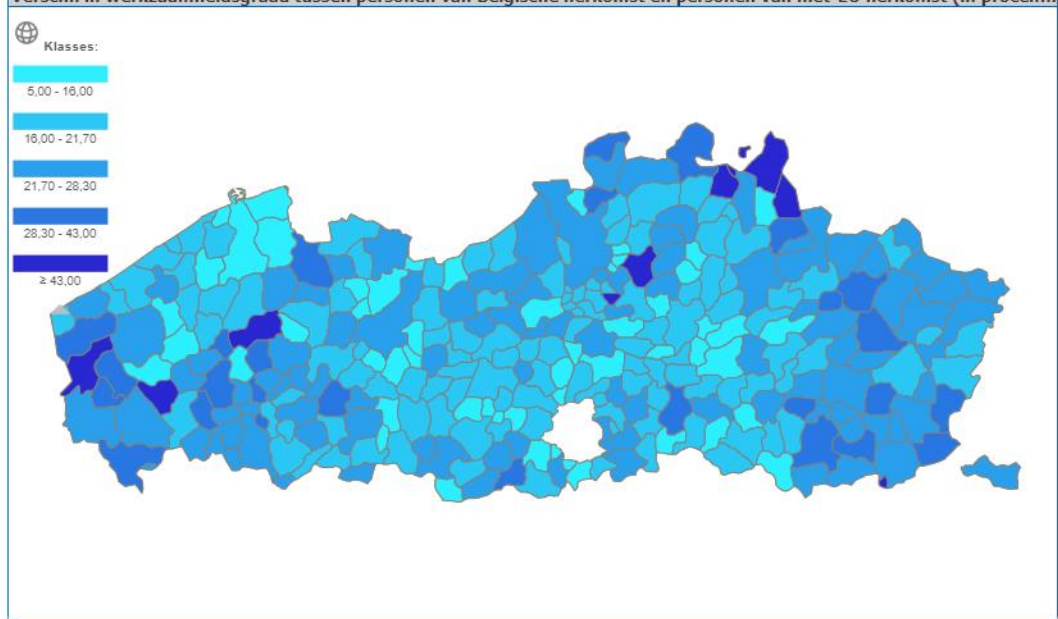 Verschil in werkzaamheidsgraad tussen personen van Belgische herkomst en personen van niet-EU herkomst (in
Klasses:
5,00 - 16,00
16,00 - 21,70
21,70 - 28,30
28,30 - 43,00
≥ 43,00